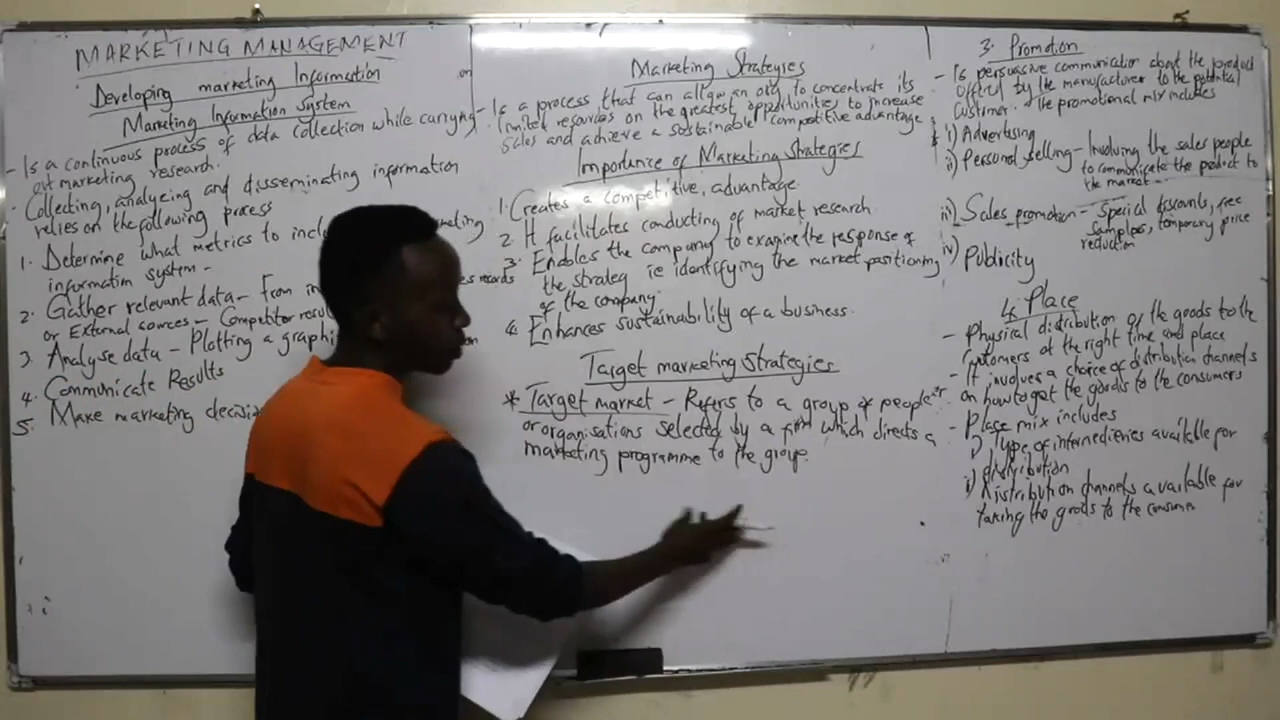 MARKETING MANAGEMENT
Developing marketing Information
Marketing Information System
- Is a continuous process of data collection while carrying
out marketing research.
- Collecting, analyzing and disseminating information
relies on the following process
1. Determine what metrics to
information system -
2. Gather relevant data - From
or External sources - Competitor
3. Analyse data - Plotting a
4. Communicate Results
5. Make marketing
Marketing Strategies
- Is a process that can allow an org to concentrate its
limited resources on the greatest opportunities to increase
sales and achieve a sustainable competitive advantage
Importance of Marketing Strategies
1. Creates a competitive, advantage
2. It facilitates conducting of market research
3. Enables the company to examine the response of
the strateg ie identifying the market positioning
of the company
4. Enhances sustainability of a business.
Target marketing strategies
* Target market - Refers to a group of people or
or organisations selected by a firm which directs a
marketing programme to the group.
3. Promotion
- Is persuasive communication about the product
offered by the manufacturer to the potential
customer. The promotional mix includes
i) Advertising
ii) Personal selling - Involving the sales people
to communicate the product to
the market -
iii) Sales promotion - special discounts, free
samples, temporary price
reduction
iv) Publicity
4. Place
- Physical distribution of the goods to the
customers at the right time and place
- It involves a choice of distribution channels
on how to get the goods to the consumers
- Place mix includes
i) Type of intermediaries available for
distribution
ii) Distribution channels available for
taking the goods to the consumer